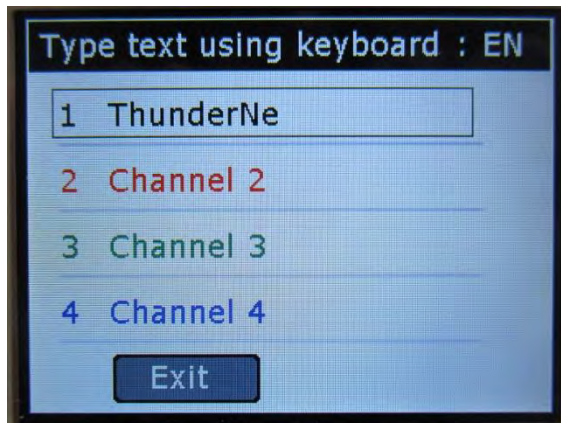 Type text using keyboard : EN
1 ThunderNe
2 Channel 2
3 Channel 3
4 Channel 4
Exit